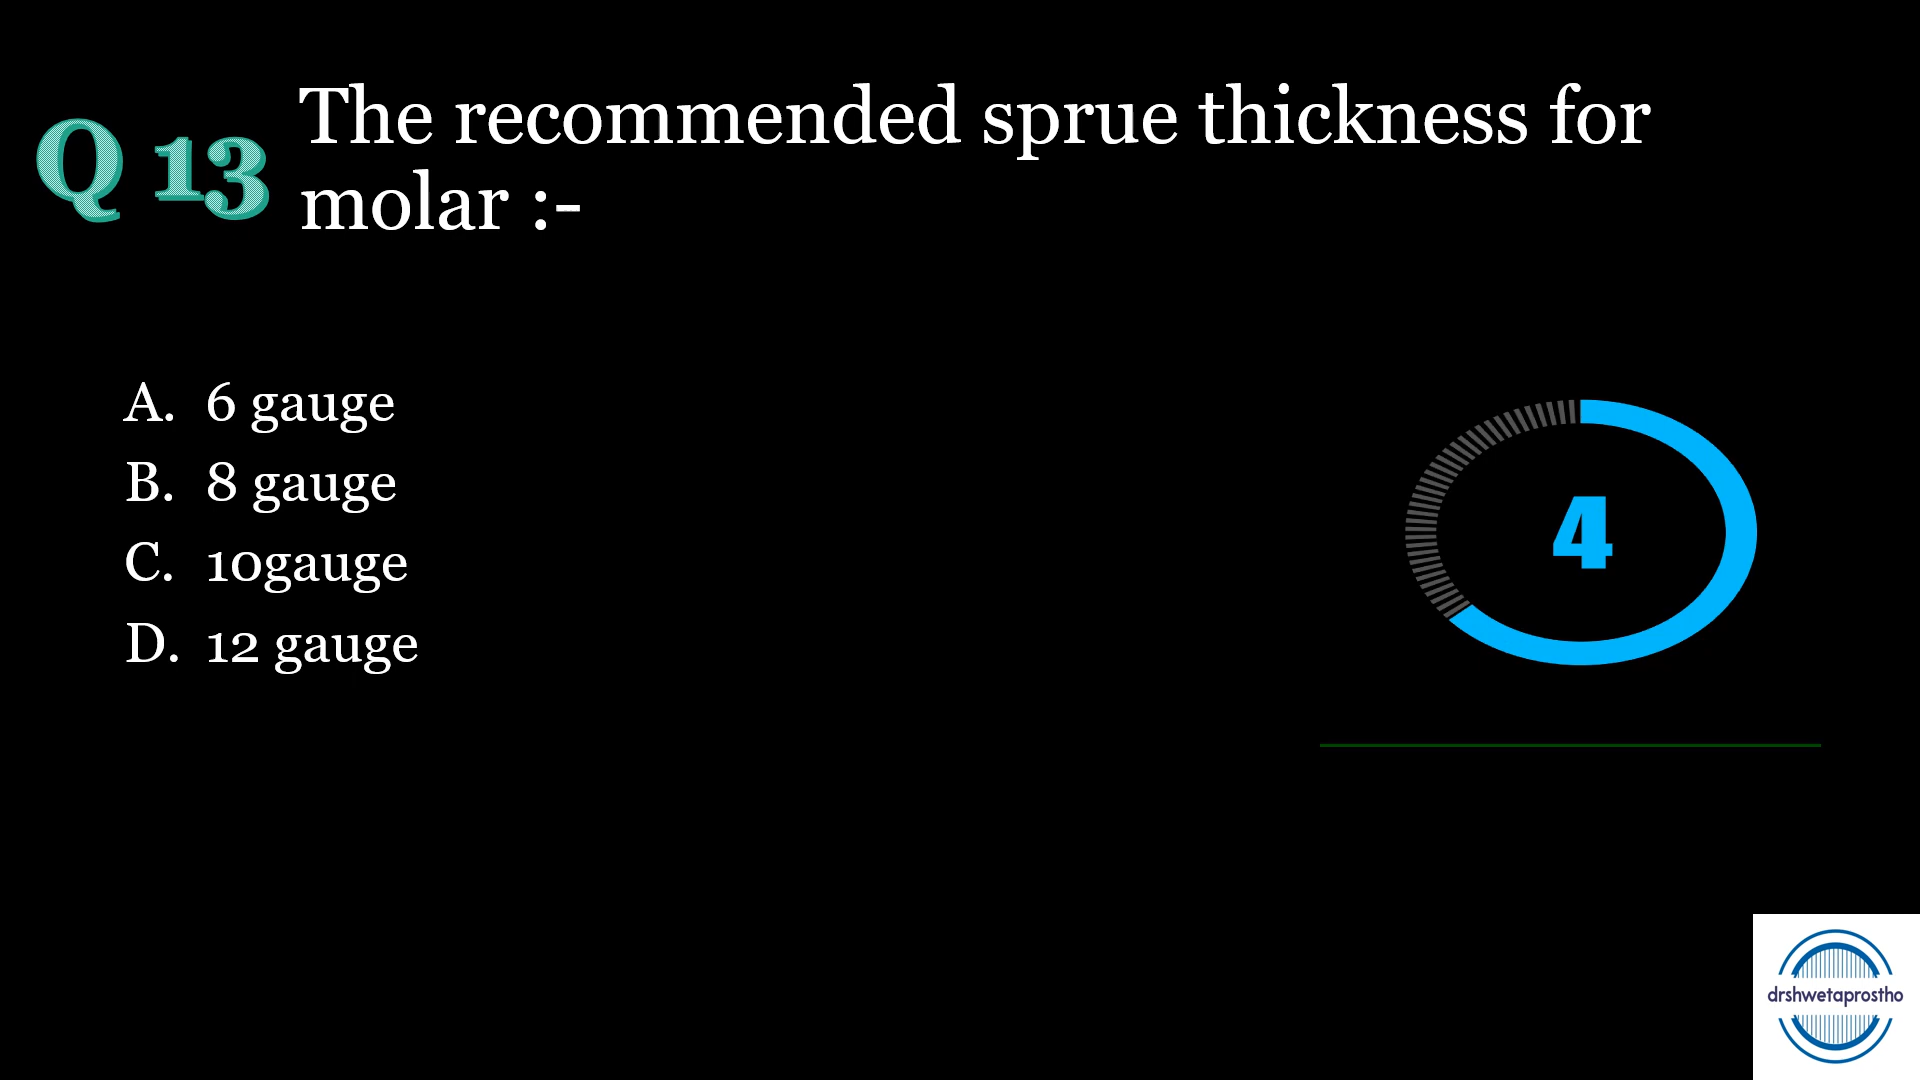 Q 13
The recommended sprue thickness for
molar :-
A. 6 gauge
B. 8 gauge
C. 10gauge
D. 12 gauge
4
drshwetaprostho